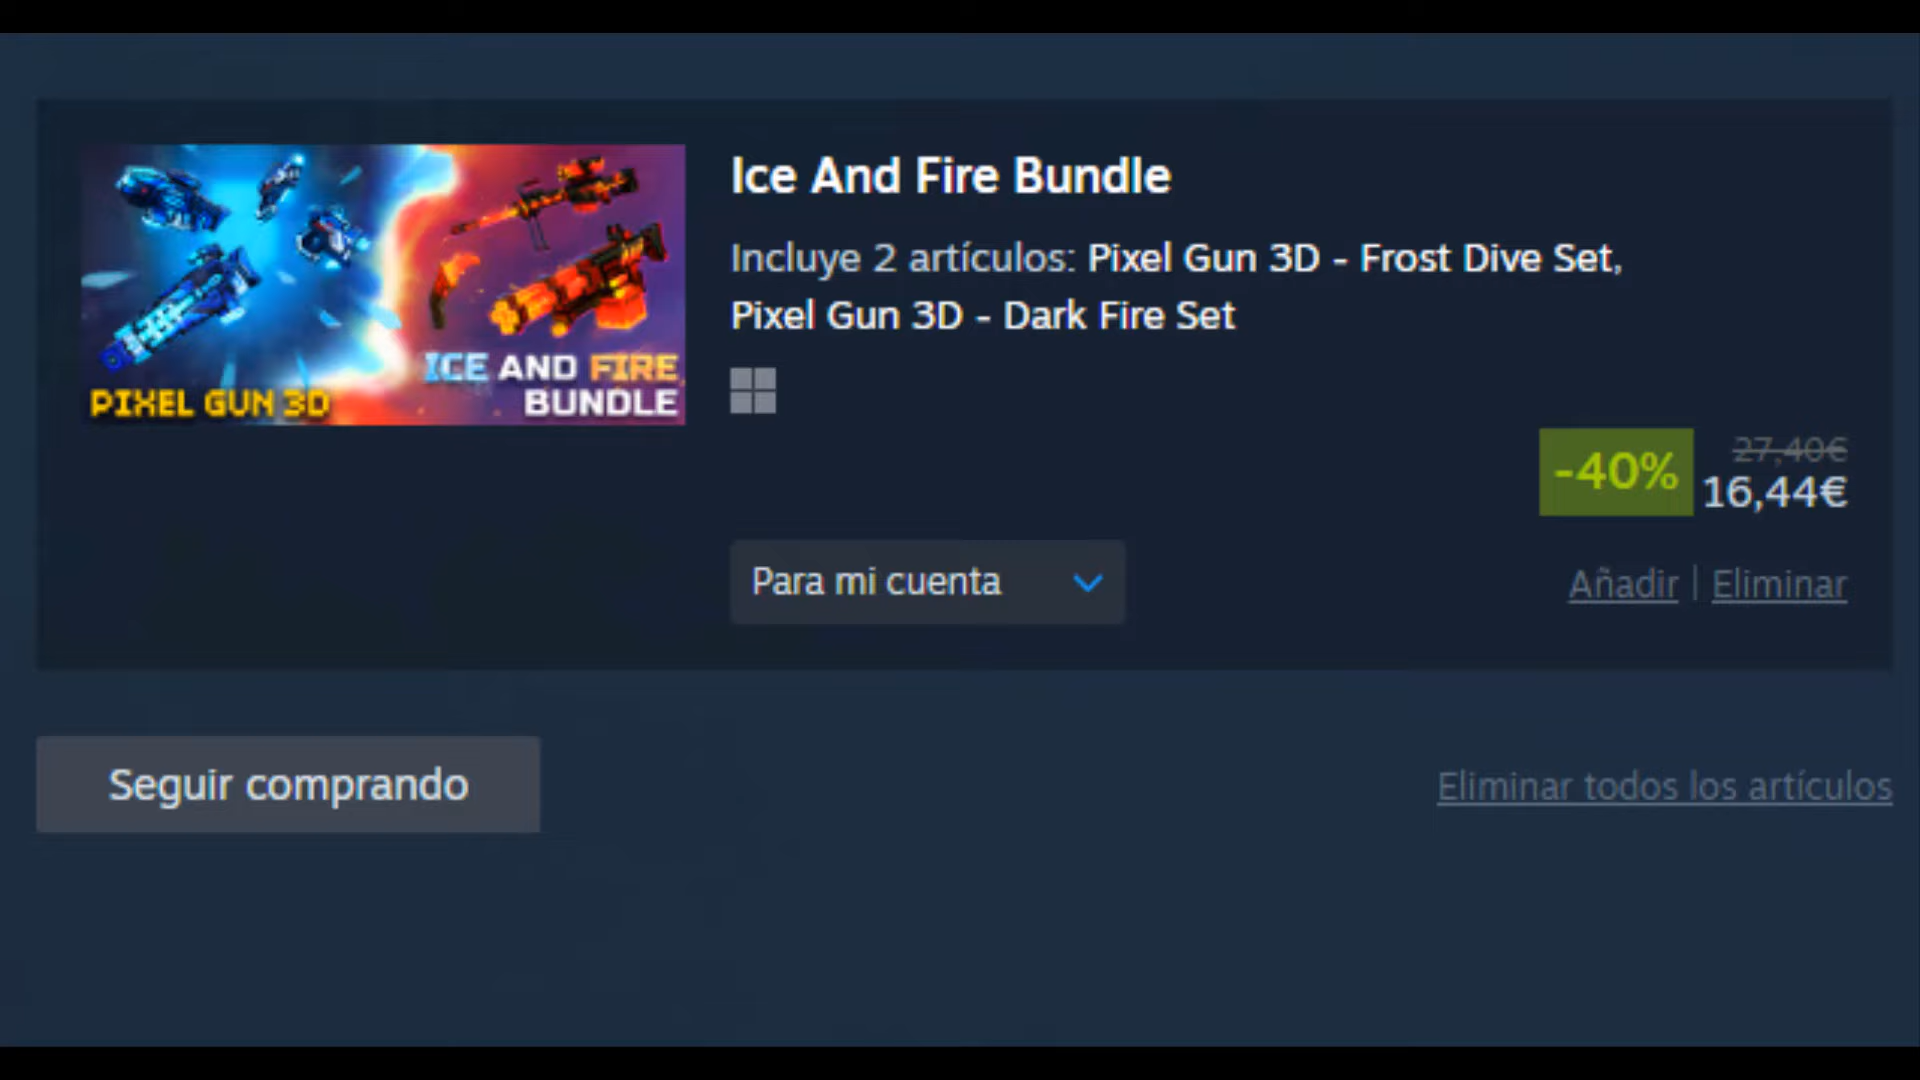 Ice And Fire Bundle
Incluye 2 artículos: Pixel Gun 3D - Frost Dive Set,
Pixel Gun 3D - Dark Fire Set
ICE AND FIRE
BUNDLE
PIXEL GUN 3D
-40%
27,40€
16,44€
Para mi cuenta
Añadir | Eliminar
Seguir comprando
Eliminar todos los artículos